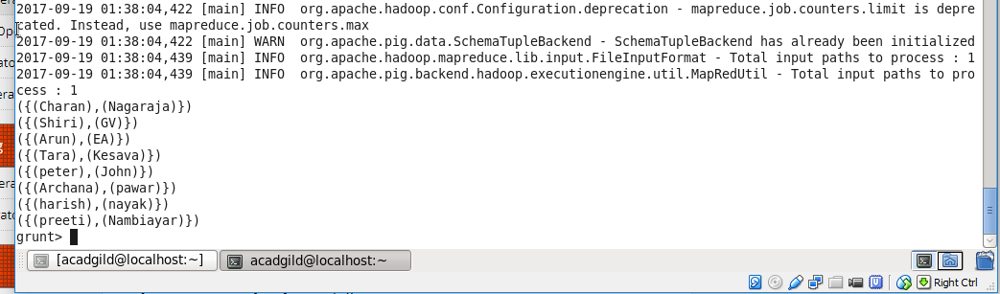 2017-09-19 01:38:04,422 [main] INFO  org.apache.hadoop.conf.Configuration.deprecation - mapreduce.job.counters.limit is depre
cated. Instead, use mapreduce.job.counters.max
2017-09-19 01:38:04,422 [main] WARN  org.apache.pig.data.SchemaTupleBackend - SchemaTupleBackend has already been initialized
2017-09-19 01:38:04,439 [main] INFO  org.apache.hadoop.mapreduce.lib.input.FileInputFormat - Total input paths to process : 1
2017-09-19 01:38:04,439 [main] INFO  org.apache.pig.backend.hadoop.executionengine.util.MapRedUtil - Total input paths to pro
cess : 1
({(Charan),(Nagaraja)})
({(Shiri),(GV)})
({(Arun),(EA)})
({(Tara),(Kesava)})
({(peter),(John)})
({(Archana),(pawar)})
({(harish),(nayak)})
({(preeti),(Nambiayar)})
grunt>
[acadgild@localhost:~] acadgild@localhost:~
Right Ctrl